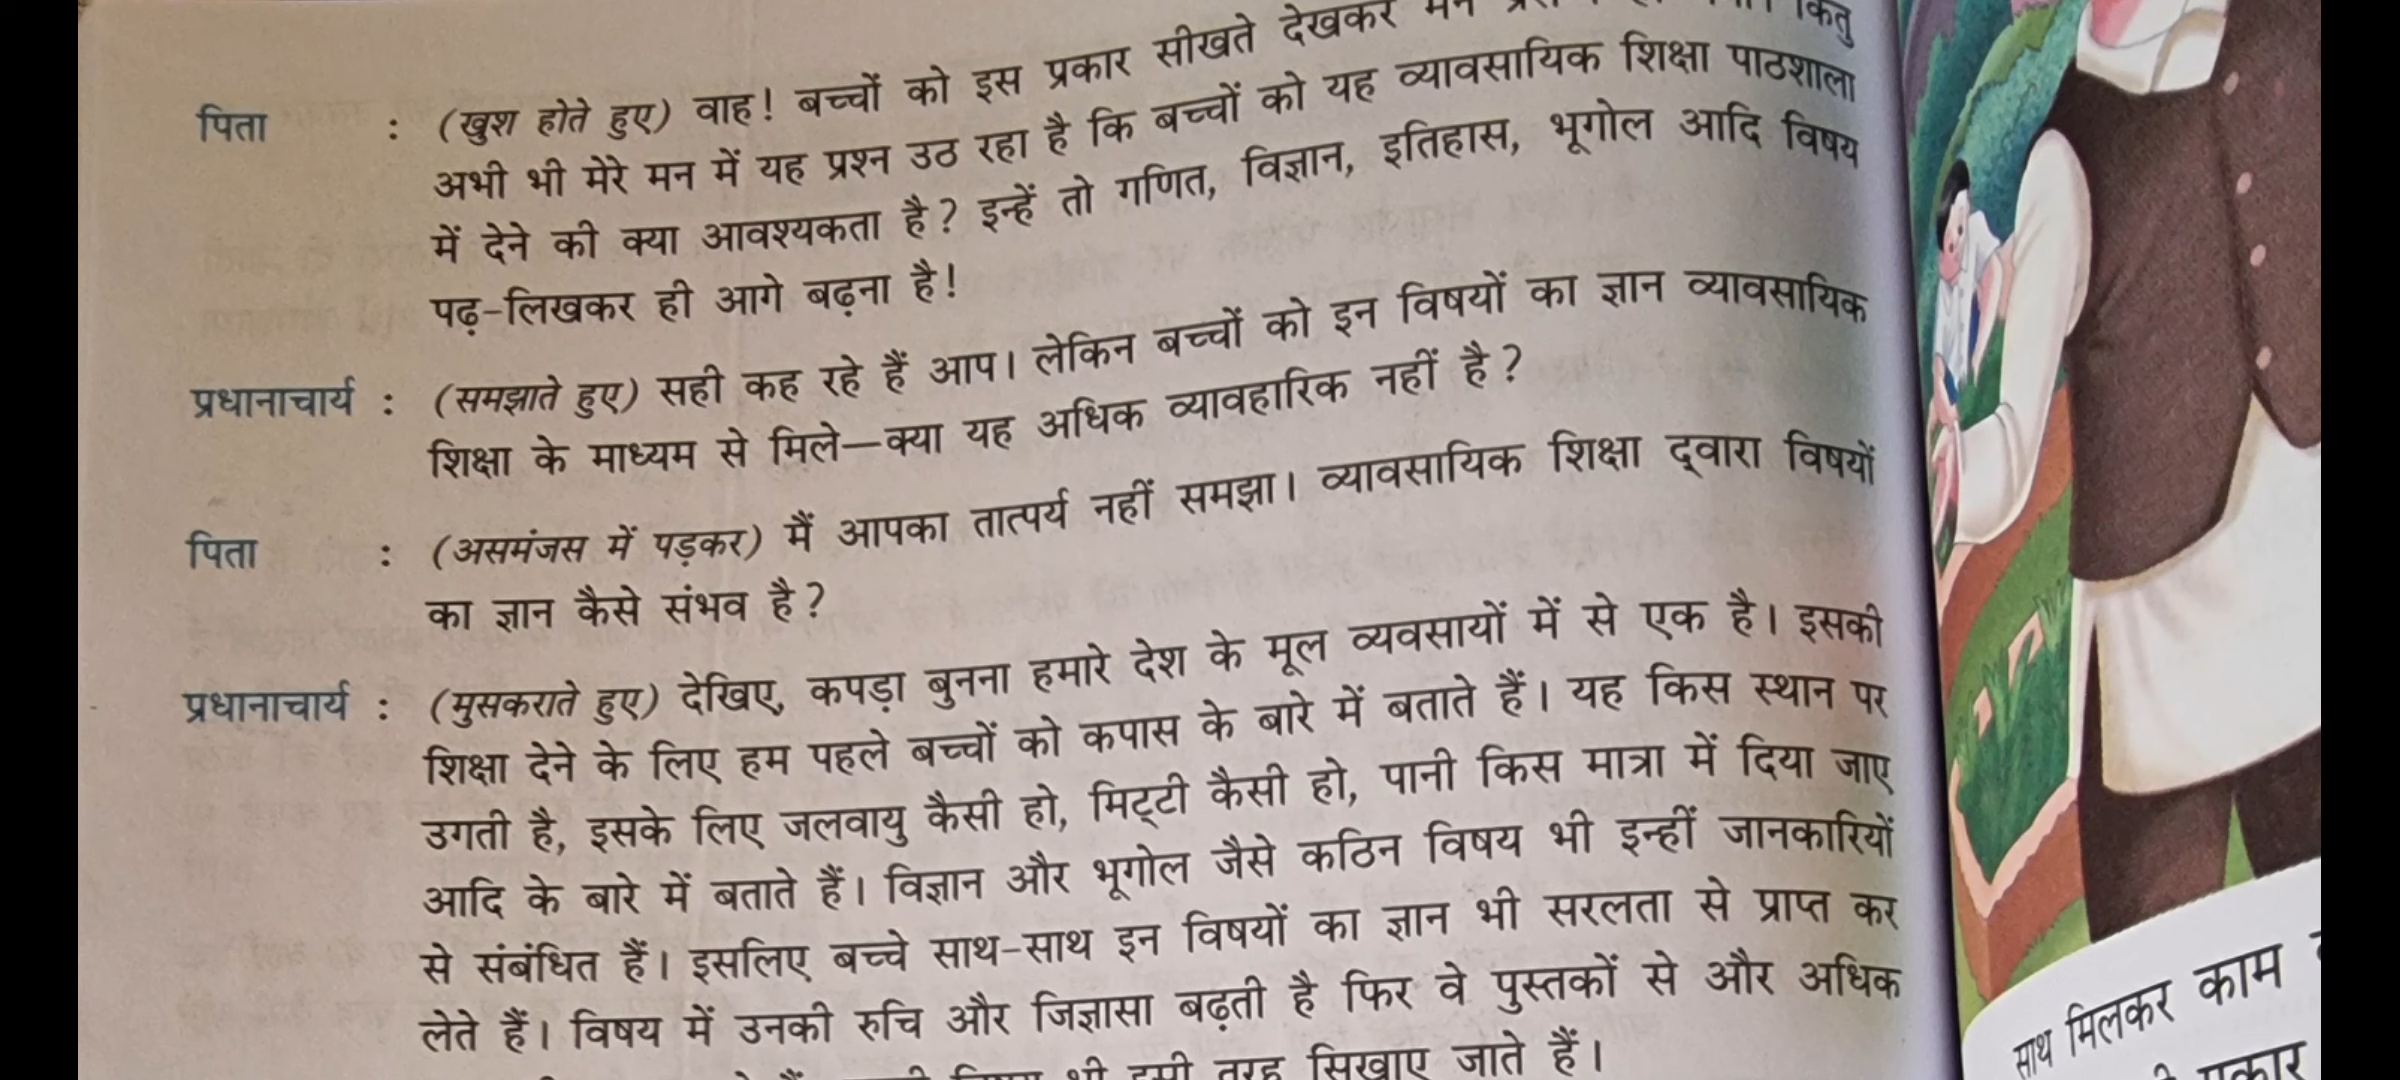 पिता : (खुश होते हुए) वाह! बच्चों को इस प्रकार सीखते देखकर मन किंतु
अभी भी मेरे मन में यह प्रश्न उठ रहा है कि बच्चों को यह व्यावसायिक शिक्षा पाठशाला
में देने की क्या आवश्यकता है? इन्हें तो गणित, विज्ञान, इतिहास, भूगोल आदि विषय
पढ़-लिखकर ही आगे बढ़ना है!
प्रधानाचार्य : (समझाते हुए) सही कह रहे हैं आप। लेकिन बच्चों को इन विषयों का ज्ञान व्यावसायिक
शिक्षा के माध्यम से मिले—क्या यह अधिक व्यावहारिक नहीं है?
पिता : (असमंजस में पड़कर) मैं आपका तात्पर्य नहीं समझा। व्यावसायिक शिक्षा द्वारा विषयों
का ज्ञान कैसे संभव है?
प्रधानाचार्य : (मुसकराते हुए) देखिए, कपड़ा बुनना हमारे देश के मूल व्यवसायों में से एक है। इसकी
शिक्षा देने के लिए हम पहले बच्चों को कपास के बारे में बताते हैं। यह किस स्थान पर
उगती है, इसके लिए जलवायु कैसी हो, मिट्टी कैसी हो, पानी किस मात्रा में दिया जाए
आदि के बारे में बताते हैं। विज्ञान और भूगोल जैसे कठिन विषय भी इन्हीं जानकारियों
से संबंधित हैं। इसलिए बच्चे साथ-साथ इन विषयों का ज्ञान भी सरलता से प्राप्त कर
लेते हैं। विषय में उनकी रुचि और जिज्ञासा बढ़ती है फिर वे पुस्तकों से और अधिक
भी इसी तरह सिखाए जाते हैं।
साथ मिलकर काम